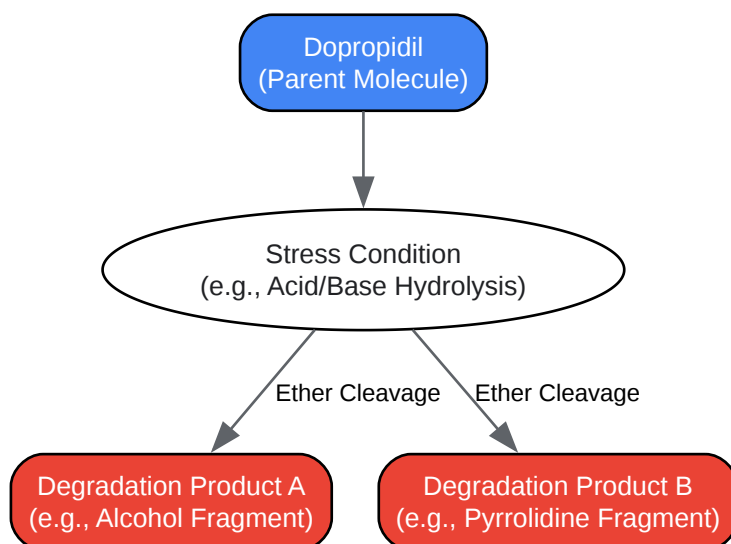 Dopropidil
(Parent Molecule)
Stress Condition
(e.g., Acid/Base Hydrolysis)
Ether Cleavage
Ether Cleavage
Degradation Product A
(e.g., Alcohol Fragment)
Degradation Product B
(e.g., Pyrrolidine Fragment)